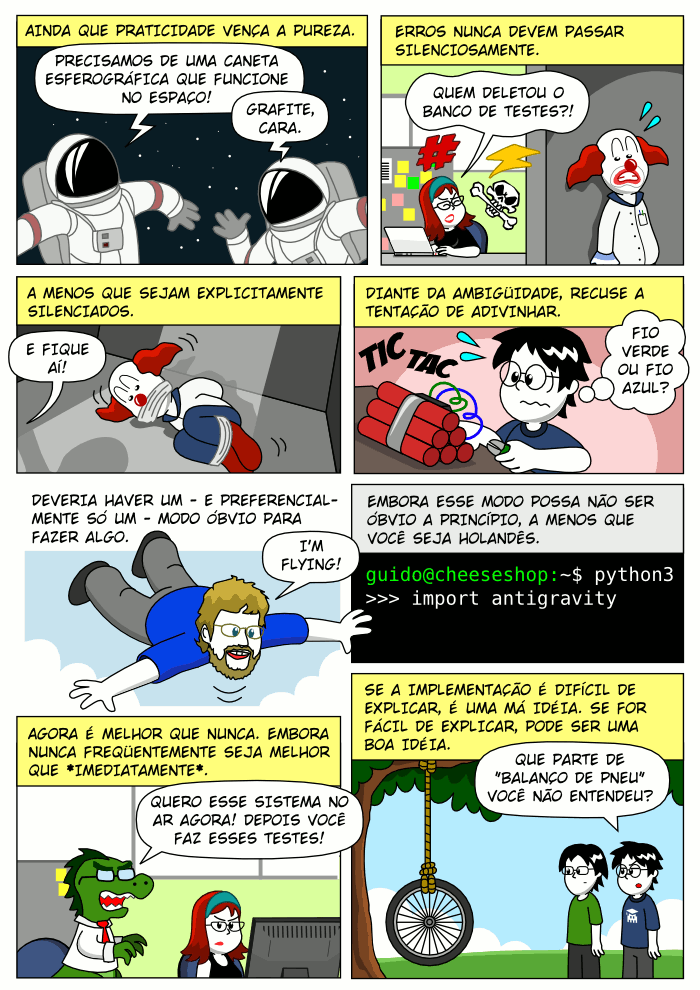 AINDA QUE PRATICIDADE VENÇA A PUREZA.
PRECISAMOS DE UMA CANETA
ESFEROGRÁFICA QUE FUNCIONE
NO ESPAÇO!
GRAFITE,
CARA.
ERROS NUNCA DEVEM PASSAR
SILENCIOSAMENTE.
QUEM DELETOU O
BANCO DE TESTES?!
#
A MENOS QUE SEJAM EXPLICITAMENTE
SILENCIADOS.
E FIQUE
AÍ!
DIANTE DA AMBIGÜIDADE, RECUSE A
TENTAÇÃO DE ADIVINHAR.
TIC
TAC
FIO
VERDE
OU FIO
AZUL?
DEVERIA HAVER UM - E PREFERENCIAL-
MENTE SÓ UM - MODO ÓBVIO PARA
FAZER ALGO.
I'M
FLYING!
EMBORA ESSE MODO POSSA NÃO SER
ÓBVIO A PRINCÍPIO, A MENOS QUE
VOCÊ SEJA HOLANDÊS.
guido@cheeseshop:~$ python3
>>> import antigravity
AGORA É MELHOR QUE NUNCA. EMBORA
NUNCA FREQÜENTEMENTE SEJA MELHOR
QUE *IMEDIATAMENTE*.
QUERO ESSE SISTEMA NO
AR AGORA! DEPOIS VOCÊ
FAZ ESSES TESTES!
SE A IMPLEMENTAÇÃO É DIFÍCIL DE
EXPLICAR, É UMA MÁ IDÉIA. SE FOR
FÁCIL DE EXPLICAR, PODE SER UMA
BOA IDÉIA.
QUE PARTE DE
"BALANÇO DE PNEU"
VOCÊ NÃO ENTENDEU?